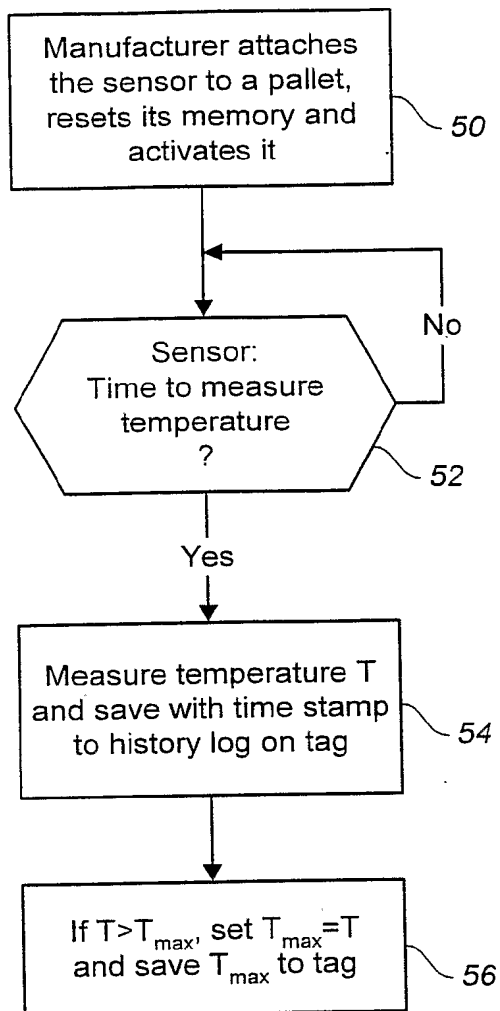 Manufacturer attaches
the sensor to a pallet,
resets its memory and
activates it
50
No
Sensor:
Time to measure
temperature
?
52
Yes
Measure temperature T
and save with time stamp
to history log on tag
54
If T>Tmax, set Tmax=T
and save Tmax to tag
56